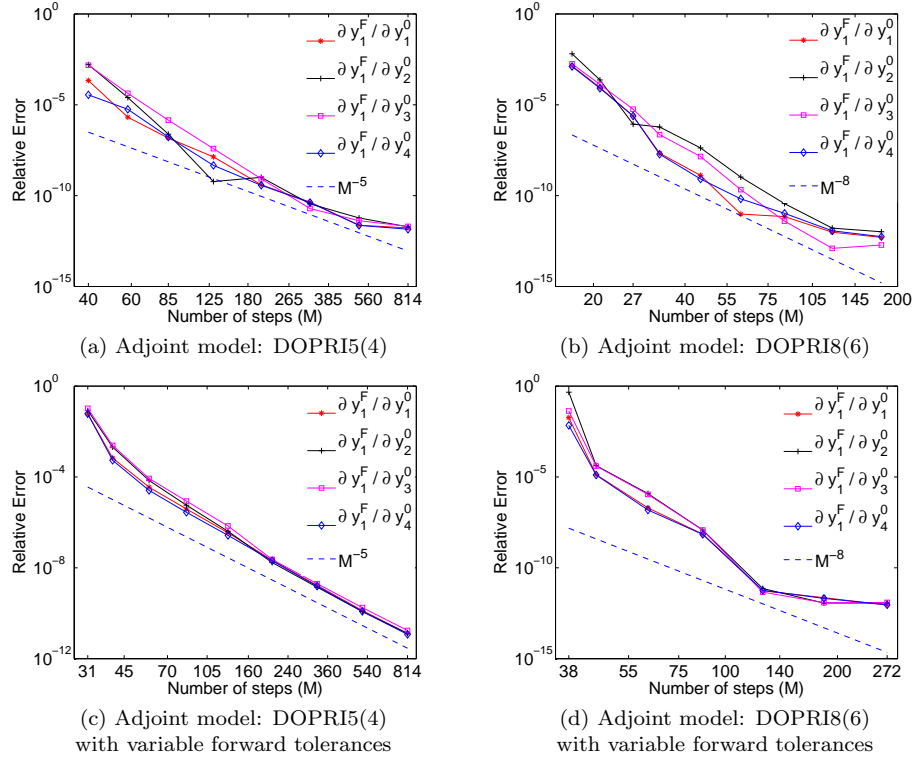 10^0
10^-5
10^-10
10^-15
Relative Error
40 60 85 125 180 265 385 560 814
Number of steps (M)
∂ y_1^F / ∂ y_1^0
∂ y_1^F / ∂ y_2^0
∂ y_1^F / ∂ y_3^0
∂ y_1^F / ∂ y_4^0
M^-5
(a) Adjoint model: DOPRI5(4)
10^0
10^-5
10^-10
10^-15
Relative Error
20 27 40 55 75 105 145 200
Number of steps (M)
∂ y_1^F / ∂ y_1^0
∂ y_1^F / ∂ y_2^0
∂ y_1^F / ∂ y_3^0
∂ y_1^F / ∂ y_4^0
M^-8
(b) Adjoint model: DOPRI8(6)
10^0
10^-4
10^-8
10^-12
Relative Error
31 45 70 105 160 240 360 540 814
Number of steps (M)
∂ y_1^F / ∂ y_1^0
∂ y_1^F / ∂ y_2^0
∂ y_1^F / ∂ y_3^0
∂ y_1^F / ∂ y_4^0
M^-5
(c) Adjoint model: DOPRI5(4)
with variable forward tolerances
10^0
10^-5
10^-10
10^-15
Relative Error
38 55 75 100 140 200 272
Number of steps (M)
∂ y_1^F / ∂ y_1^0
∂ y_1^F / ∂ y_2^0
∂ y_1^F / ∂ y_3^0
∂ y_1^F / ∂ y_4^0
M^-8
(d) Adjoint model: DOPRI8(6)
with variable forward tolerances